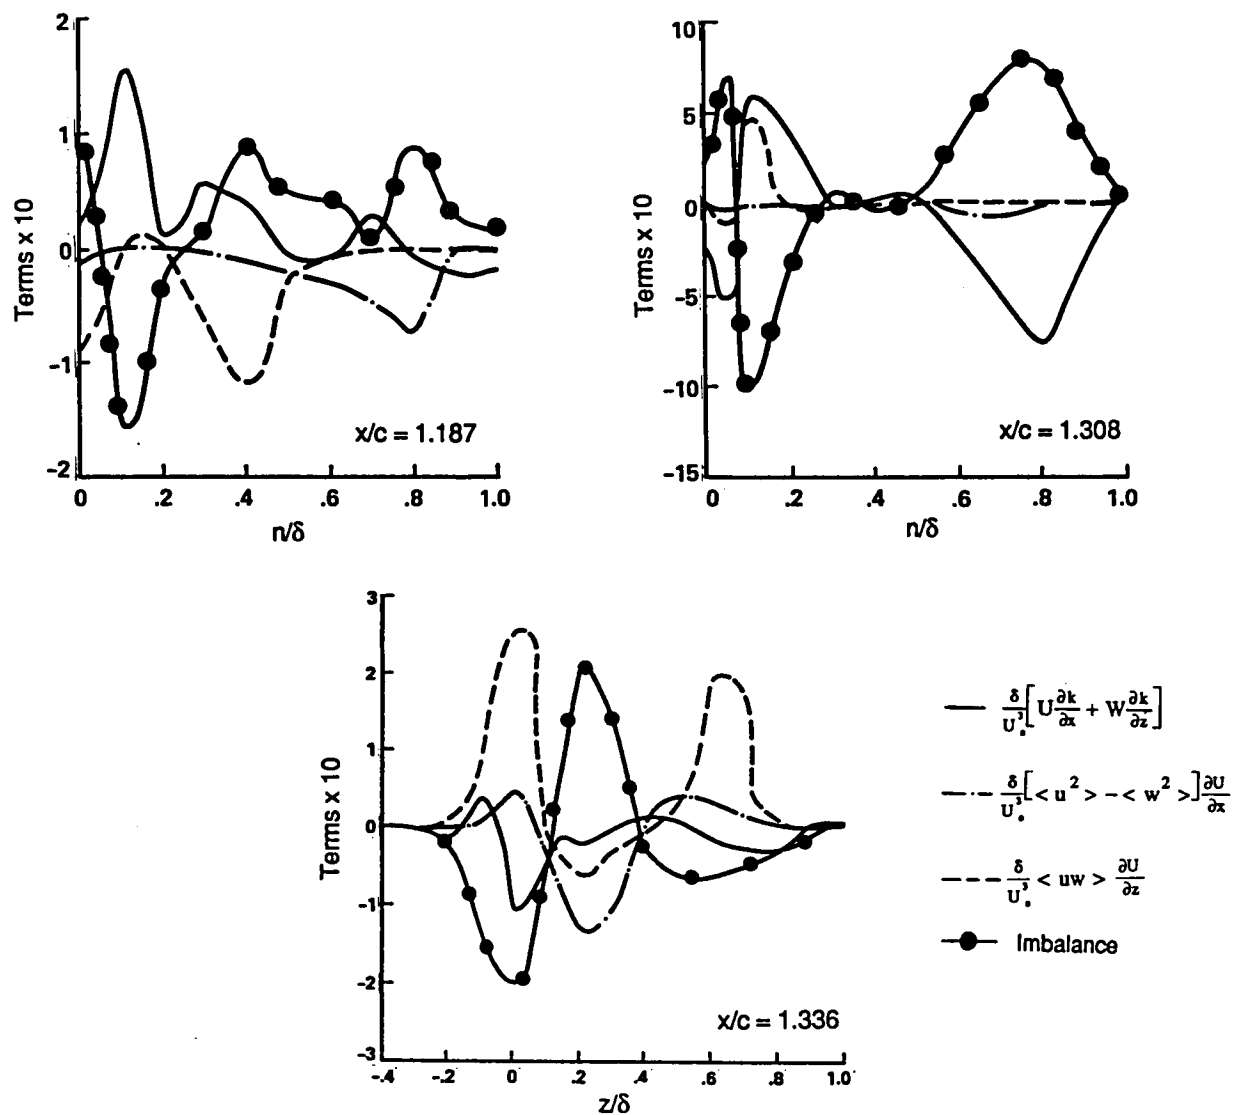 2
1
0
-1
-2
Terms x 10
0 .2 .4 .6 .8 1.0
n/δ
x/c = 1.187
10
5
0
-5
-10
-15
Terms x 10
0 .2 .4 .6 .8 1.0
n/δ
x/c = 1.308
3
2
1
0
-1
-2
-3
Terms x 10
-.4 -.2 0 .2 .4 .6 .8 1.0
z/δ
x/c = 1.336
δ/U³ₑ [U ∂k/∂x + W ∂k/∂z]
δ/U³ₑ [< u² > - < w² >] ∂U/∂x
δ/U³ₑ < uw > ∂U/∂z
Imbalance